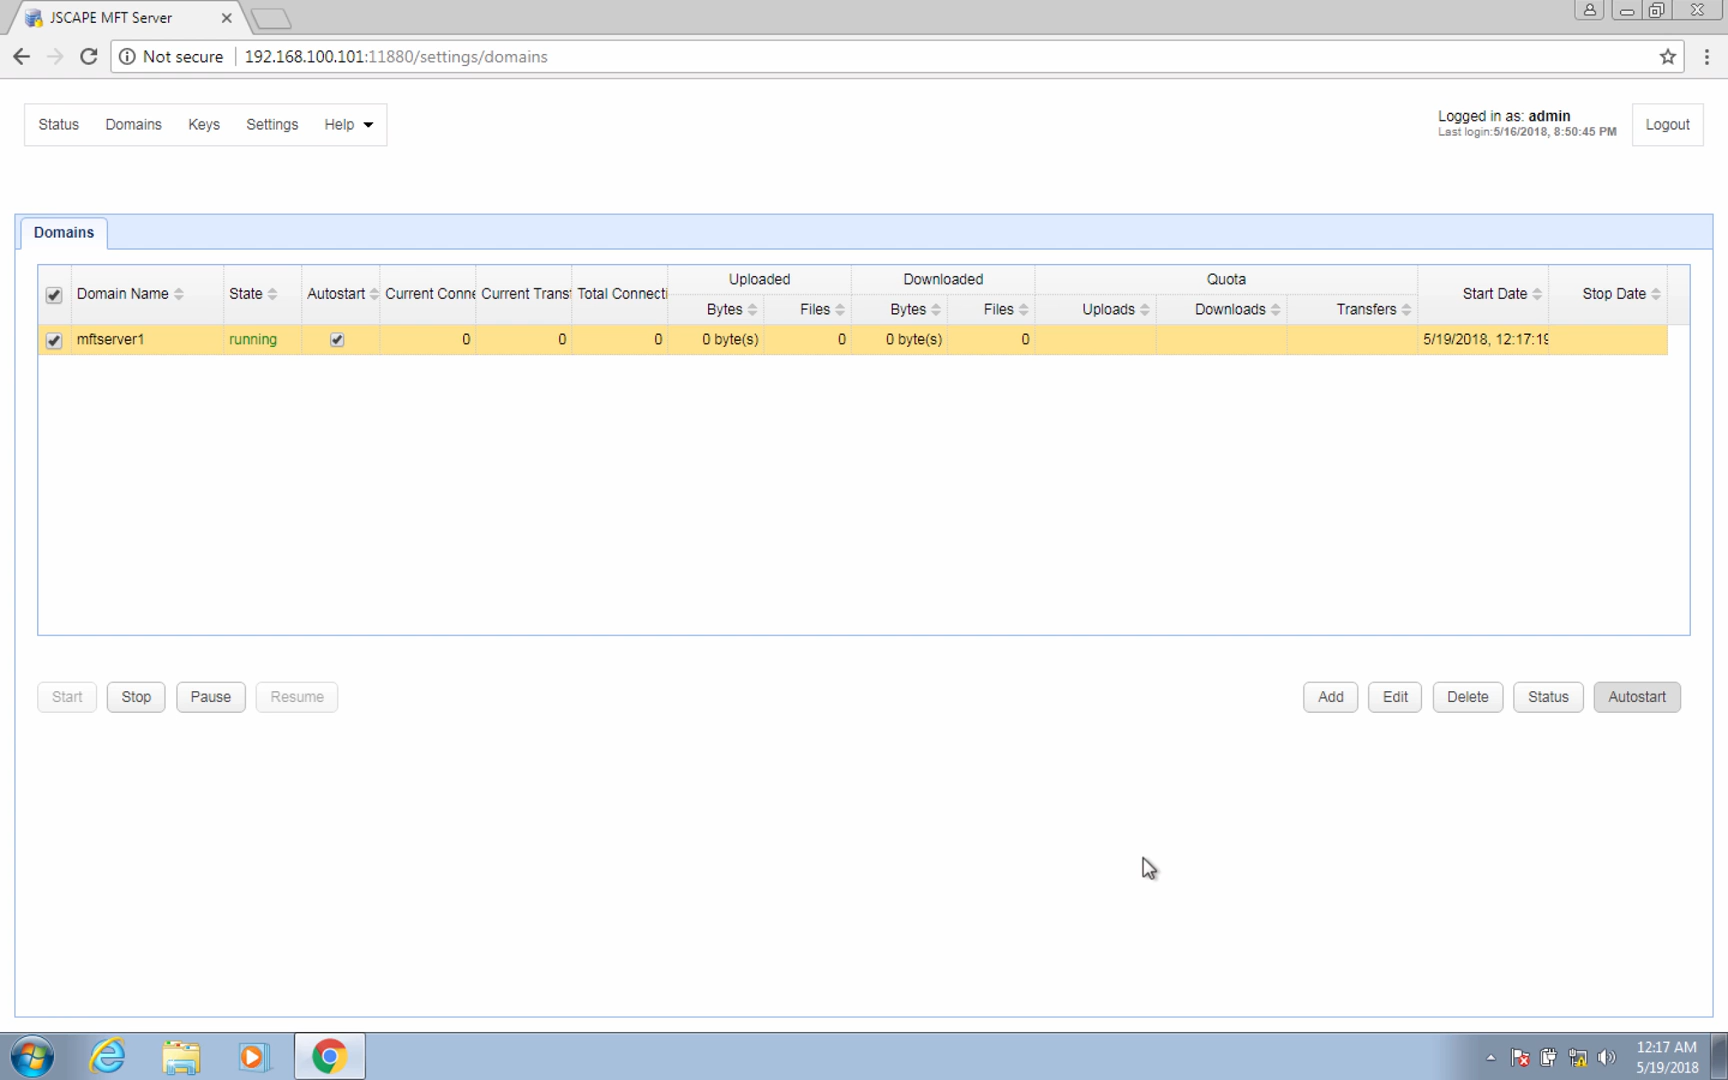 JSCAPE MFT Server
Not secure 192.168.100.101:11880/settings/domains
Status Domains Keys Settings Help
Logged in as: admin
Last login:5/16/2018, 8:50:45 PM
Logout
Domains
Uploaded Downloaded Quota
Domain Name State Autostart Current Conne Current Transf Total Connecti Bytes Files Bytes Files Uploads Downloads Transfers Start Date Stop Date
mftserver1 running 0 0 0 0 byte(s) 0 0 byte(s) 0 5/19/2018, 12:17:19
Start Stop Pause Resume Add Edit Delete Status Autostart
12:17 AM
5/19/2018